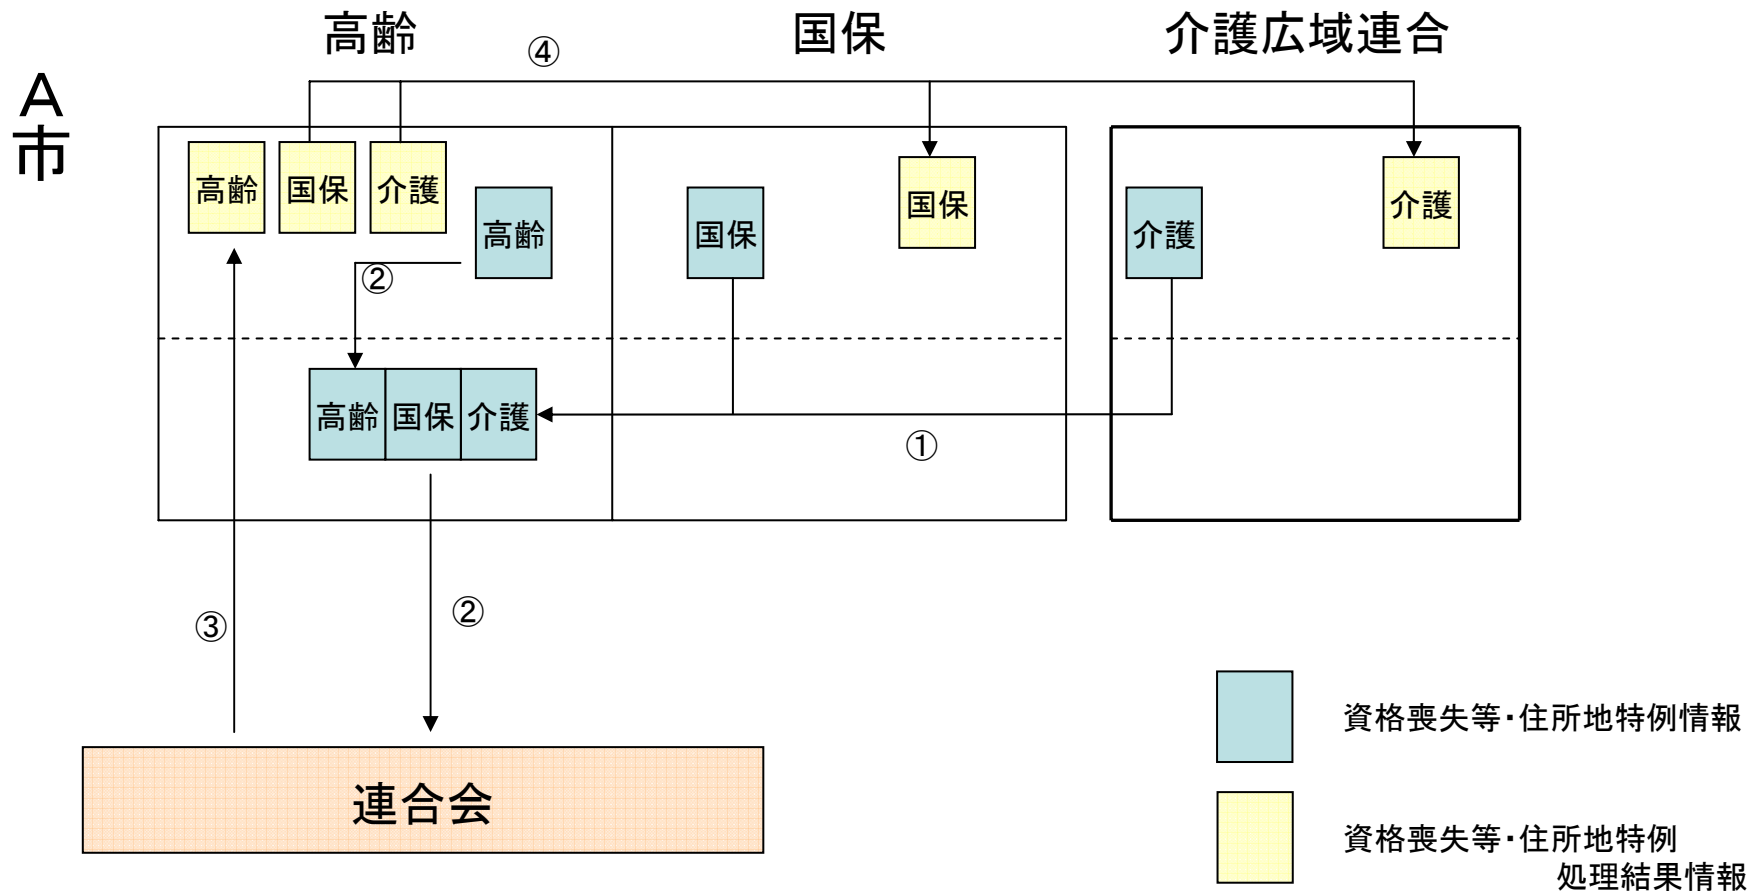 高齢
国保
介護広域連合
④
A市
高齢
国保
介護
高齢
国保
国保
介護
介護
②
高齢
国保
介護
①
③
②
連合会
資格喪失等・住所地特例情報
資格喪失等・住所地特例
処理結果情報